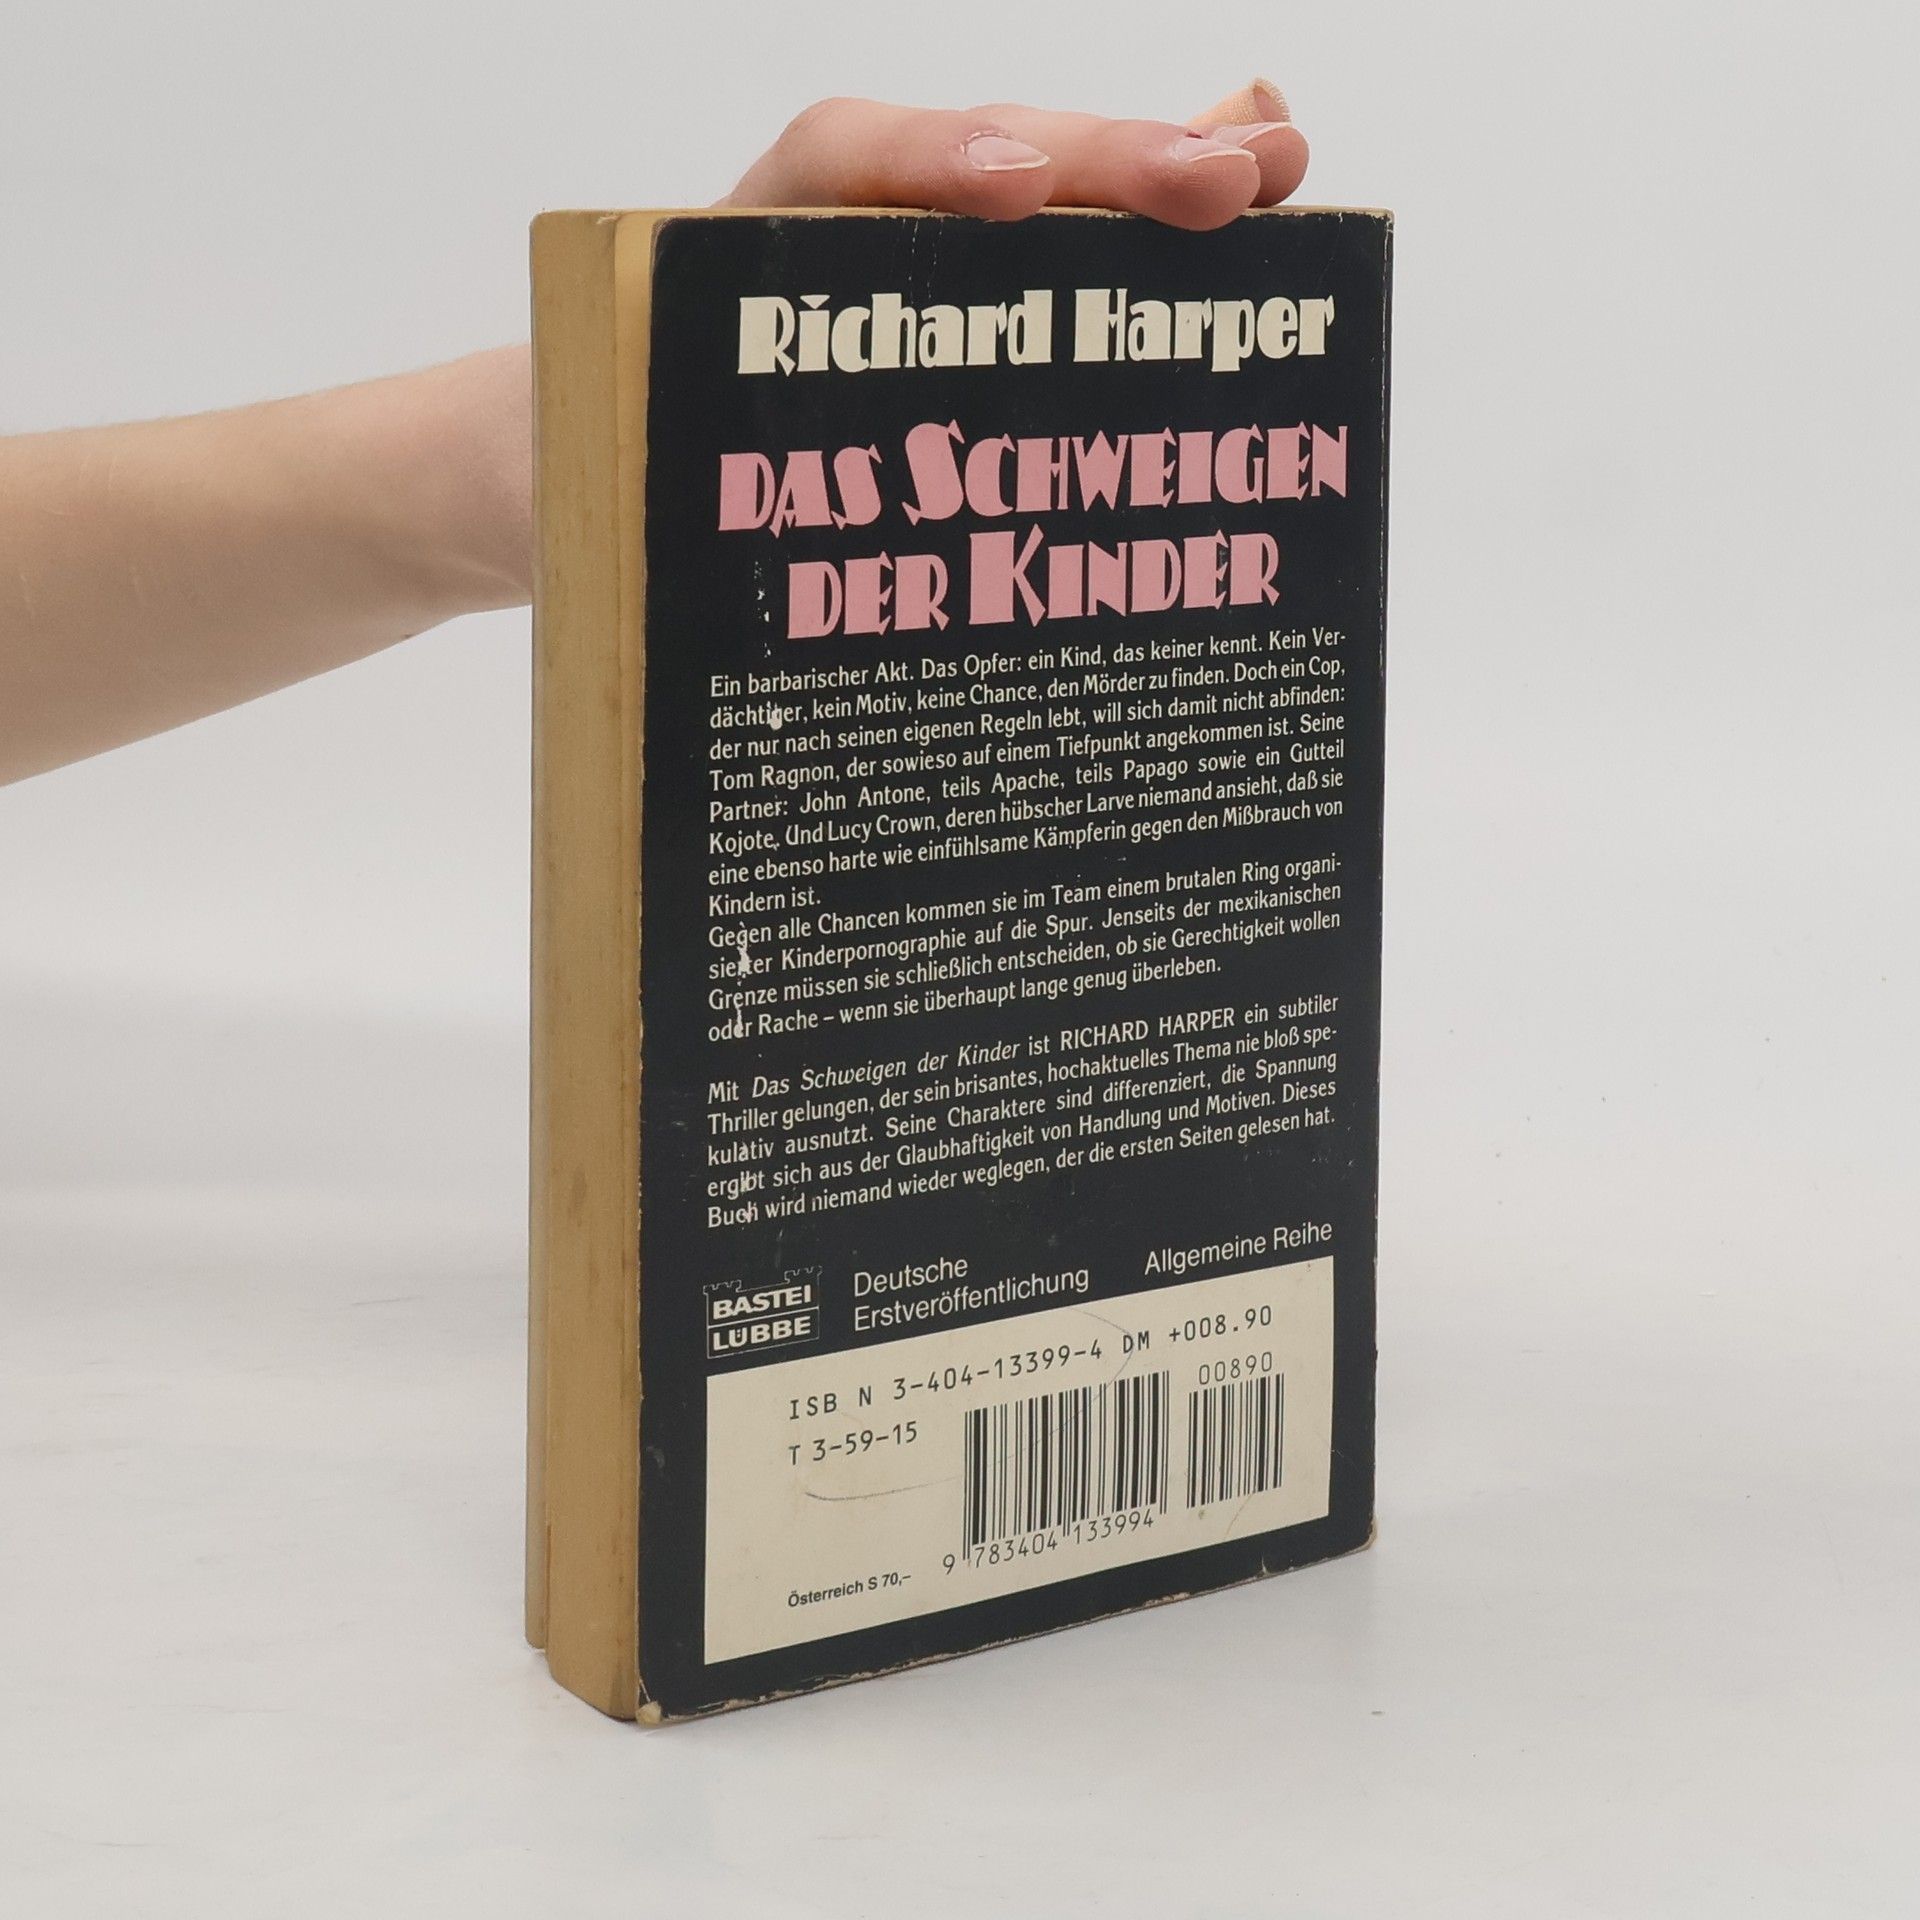 Richard Harper
DAS SCHWEIGEN
DER KINDER
Ein barbarischer Akt. Das Opfer: ein Kind, das keiner kennt. Kein Ver-
dächtiger, kein Motiv, keine Chance, den Mörder zu finden. Doch ein Cop,
der nur nach seinen eigenen Regeln lebt, will sich damit nicht abfinden:
Tom Ragnon, der sowieso auf einem Tiefpunkt angekommen ist. Seine
Partner: John Antone, teils Apache, teils Papago sowie ein Gutteil
Kojote. Und Lucy Crown, deren hübscher Larve niemand ansieht, daß sie
eine ebenso harte wie einfühlsame Kämpferin gegen den Mißbrauch von
Kindern ist.
Gegen alle Chancen kommen sie im Team einem brutalen Ring organi-
sierter Kinderpornographie auf die Spur. Jenseits der mexikanischen
Grenze müssen sie schließlich entscheiden, ob sie Gerechtigkeit wollen
oder Rache – wenn sie überhaupt lange genug überleben.
Mit Das Schweigen der Kinder ist RICHARD HARPER ein subtiler
Thriller gelungen, der sein brisantes, hochaktuelles Thema nie bloß spe-
kulativ ausnutzt. Seine Charaktere sind differenziert, die Spannung
ergibt sich aus der Glaubhaftigkeit von Handlung und Motiven. Dieses
Buch wird niemand wieder weglegen, der die ersten Seiten gelesen hat.
BASTEI
LÜBBE
Deutsche
Erstveröffentlichung
Allgemeine Reihe
ISB N 3-404-13399-4 DM +008.90
T 3-59-15
00890
9 783404 133994
Österreich S 70,–